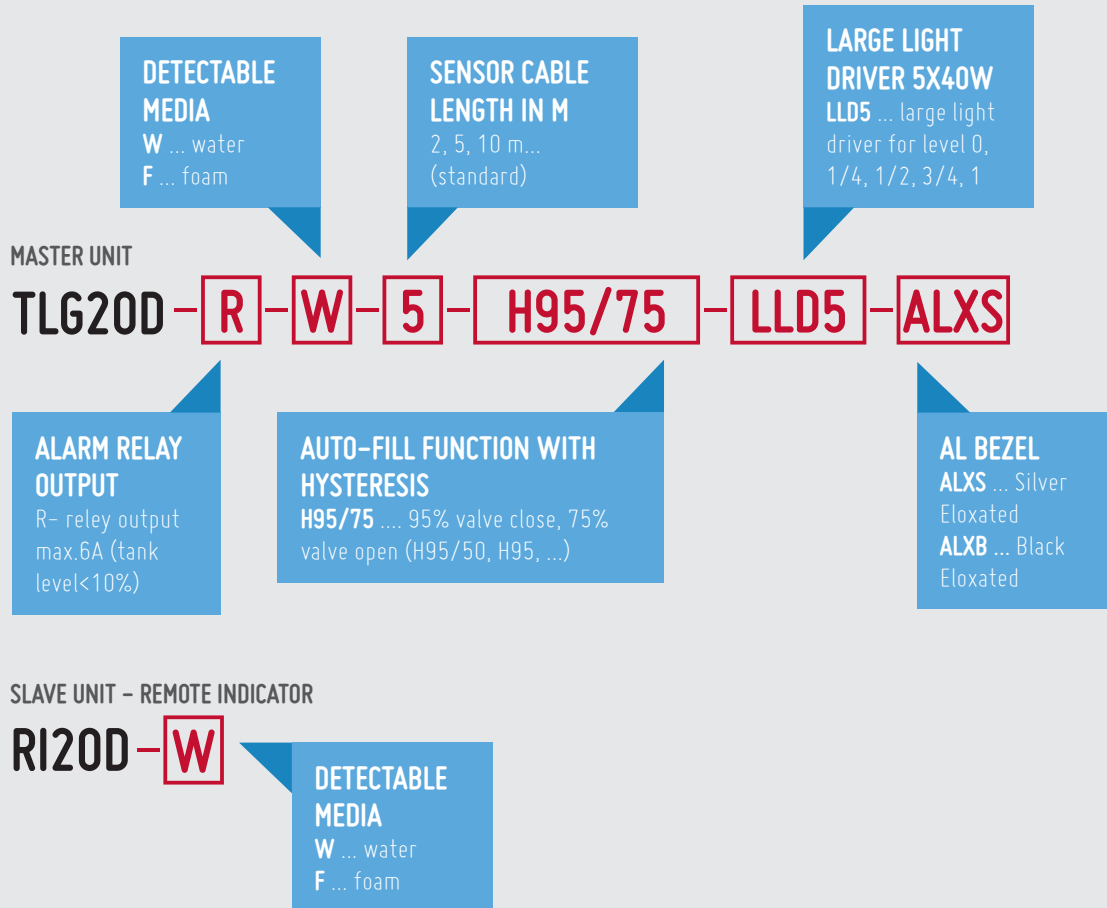 DETECTABLE
MEDIA
W ... water
F ... foam
SENSOR CABLE
LENGTH IN M
2, 5, 10 m...
(standard)
LARGE LIGHT
DRIVER 5X40W
LLD5 ... large light
driver for level 0,
1/4, 1/2, 3/4, 1
MASTER UNIT
TLG20D - R - W - 5 - H95/75 - LLD5 - ALXS
ALARM RELAY
OUTPUT
R- reley output
max.6A (tank
level<10%)
AUTO-FILL FUNCTION WITH
HYSTERESIS
H95/75 .... 95% valve close, 75%
valve open (H95/50, H95, ...)
AL BEZEL
ALXS ... Silver
Eloxated
ALXB ... Black
Eloxated
SLAVE UNIT - REMOTE INDICATOR
RI20D - W
DETECTABLE
MEDIA
W ... water
F ... foam